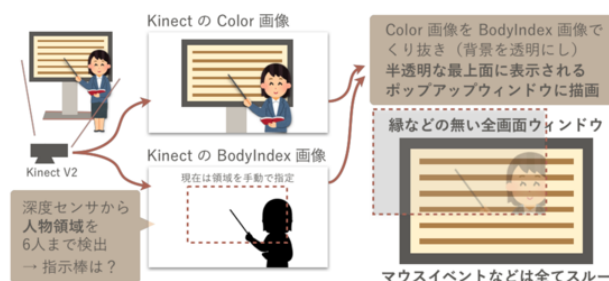 Kinect の Color 画像
Kinect V2
Kinect の BodyIndex 画像
現在は領域を手動で指定
深度センサから
人物領域を
6人まで検出
→ 指示棒は？
Color 画像を BodyIndex 画像で
くり抜き（背景を透明にし）
半透明な最上面に表示される
ポップアップウィンドウに描画
縁などの無い全画面ウィンドウ
マウスイベントなどは全てスルー